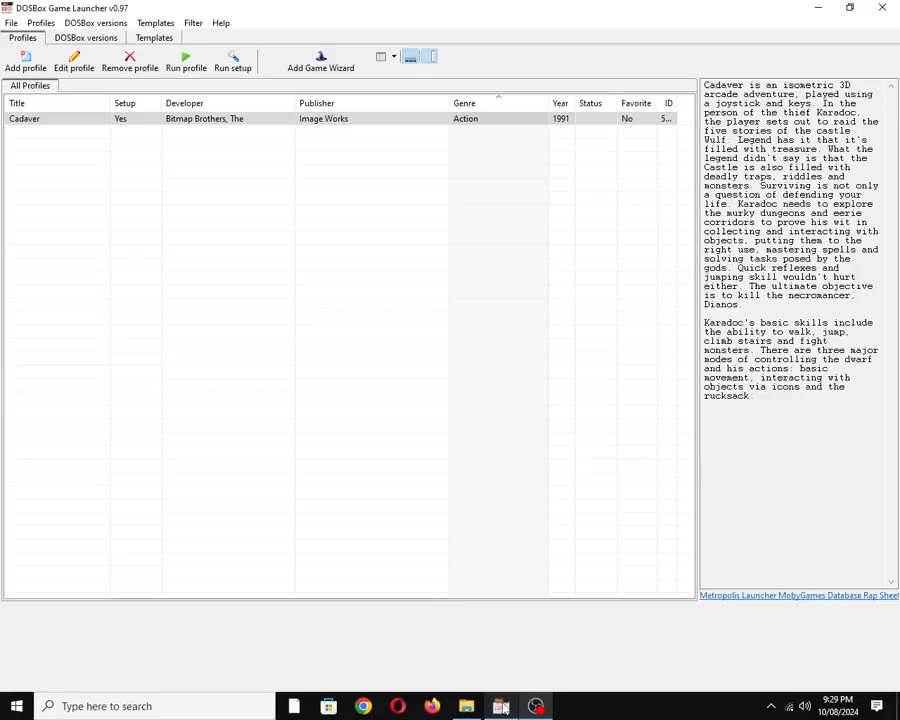 DOSBox Game Launcher v0.97
File Profiles DOSBox versions Templates Filter Help
Profiles DOSBox versions Templates
Add profile Edit profile Remove profile Run profile Run setup Add Game Wizard
All Profiles
Title Setup Developer Publisher Genre Year Status Favorite ID
Cadaver Yes Bitmap Brothers, The Image Works Action 1991 No 5...
Cadaver is an isometric 3D
arcade adventure, played using
a joystick and keys. In the
person of the thief Karadoc,
the player sets out to raid the
five stories of the castle
Wulf. Legend has it that it's
filled with treasure. What the
legend didn't say is that the
Castle is also filled with
deadly traps, riddles and
monsters. Surviving is not only
a question of defending your
life. Karadoc needs to explore
the murky dungeons and eerie
corridors to prove his wit in
collecting and interacting with
objects, putting them to the
right use, mastering spells and
solving tasks posed by the
gods. Quick reflexes and
jumping skill wouldn't hurt
either. The ultimate objective
is to kill the necromancer,
Dianos.
Karadoc's basic skills include
the ability to walk, jump,
climb stairs and fight
monsters. There are three major
modes of controlling the dwarf
and his actions: basic
movement, interacting with
objects via icons and the
rucksack.
Metropolis Launcher MobyGames Database Rap Sheet
Type here to search
9:29 PM
10/08/2024